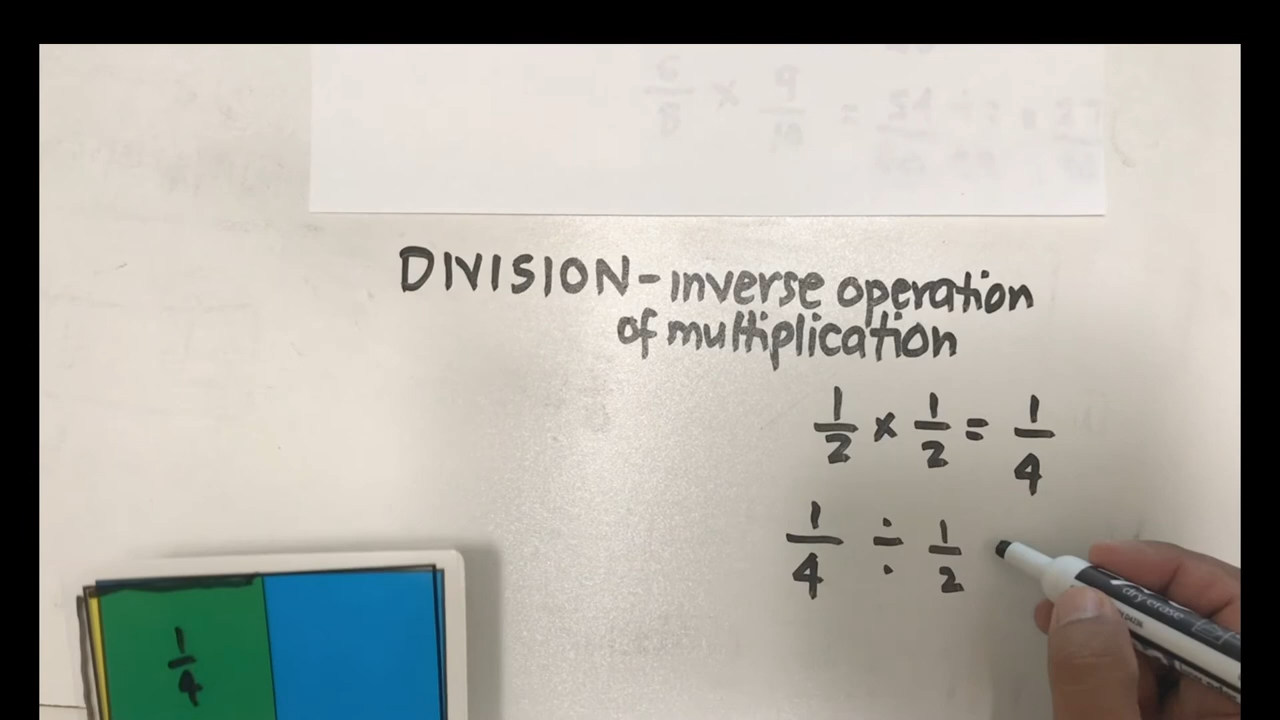 DIVISION - inverse operation
of multiplication
1/2 × 1/2 = 1/4
1/4 ÷ 1/2
1/4
dry erase